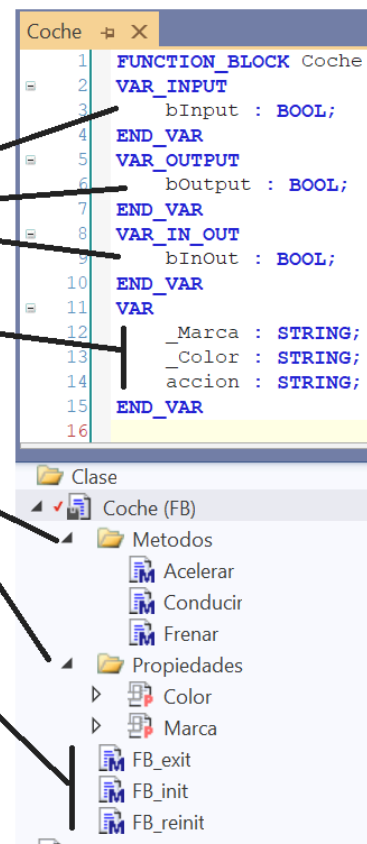 Coche
1 FUNCTION_BLOCK Coche
2 VAR_INPUT
3 bInput : BOOL;
4 END_VAR
5 VAR_OUTPUT
6 bOutput : BOOL;
7 END_VAR
8 VAR_IN_OUT
9 bInOut : BOOL;
10 END_VAR
11 VAR
12 _Marca : STRING;
13 _Color : STRING;
14 accion : STRING;
15 END_VAR
16
Clase
Coche (FB)
Metodos
Acelerar
Conducir
Frenar
Propiedades
Color
Marca
FB_exit
FB_init
FB_reinit